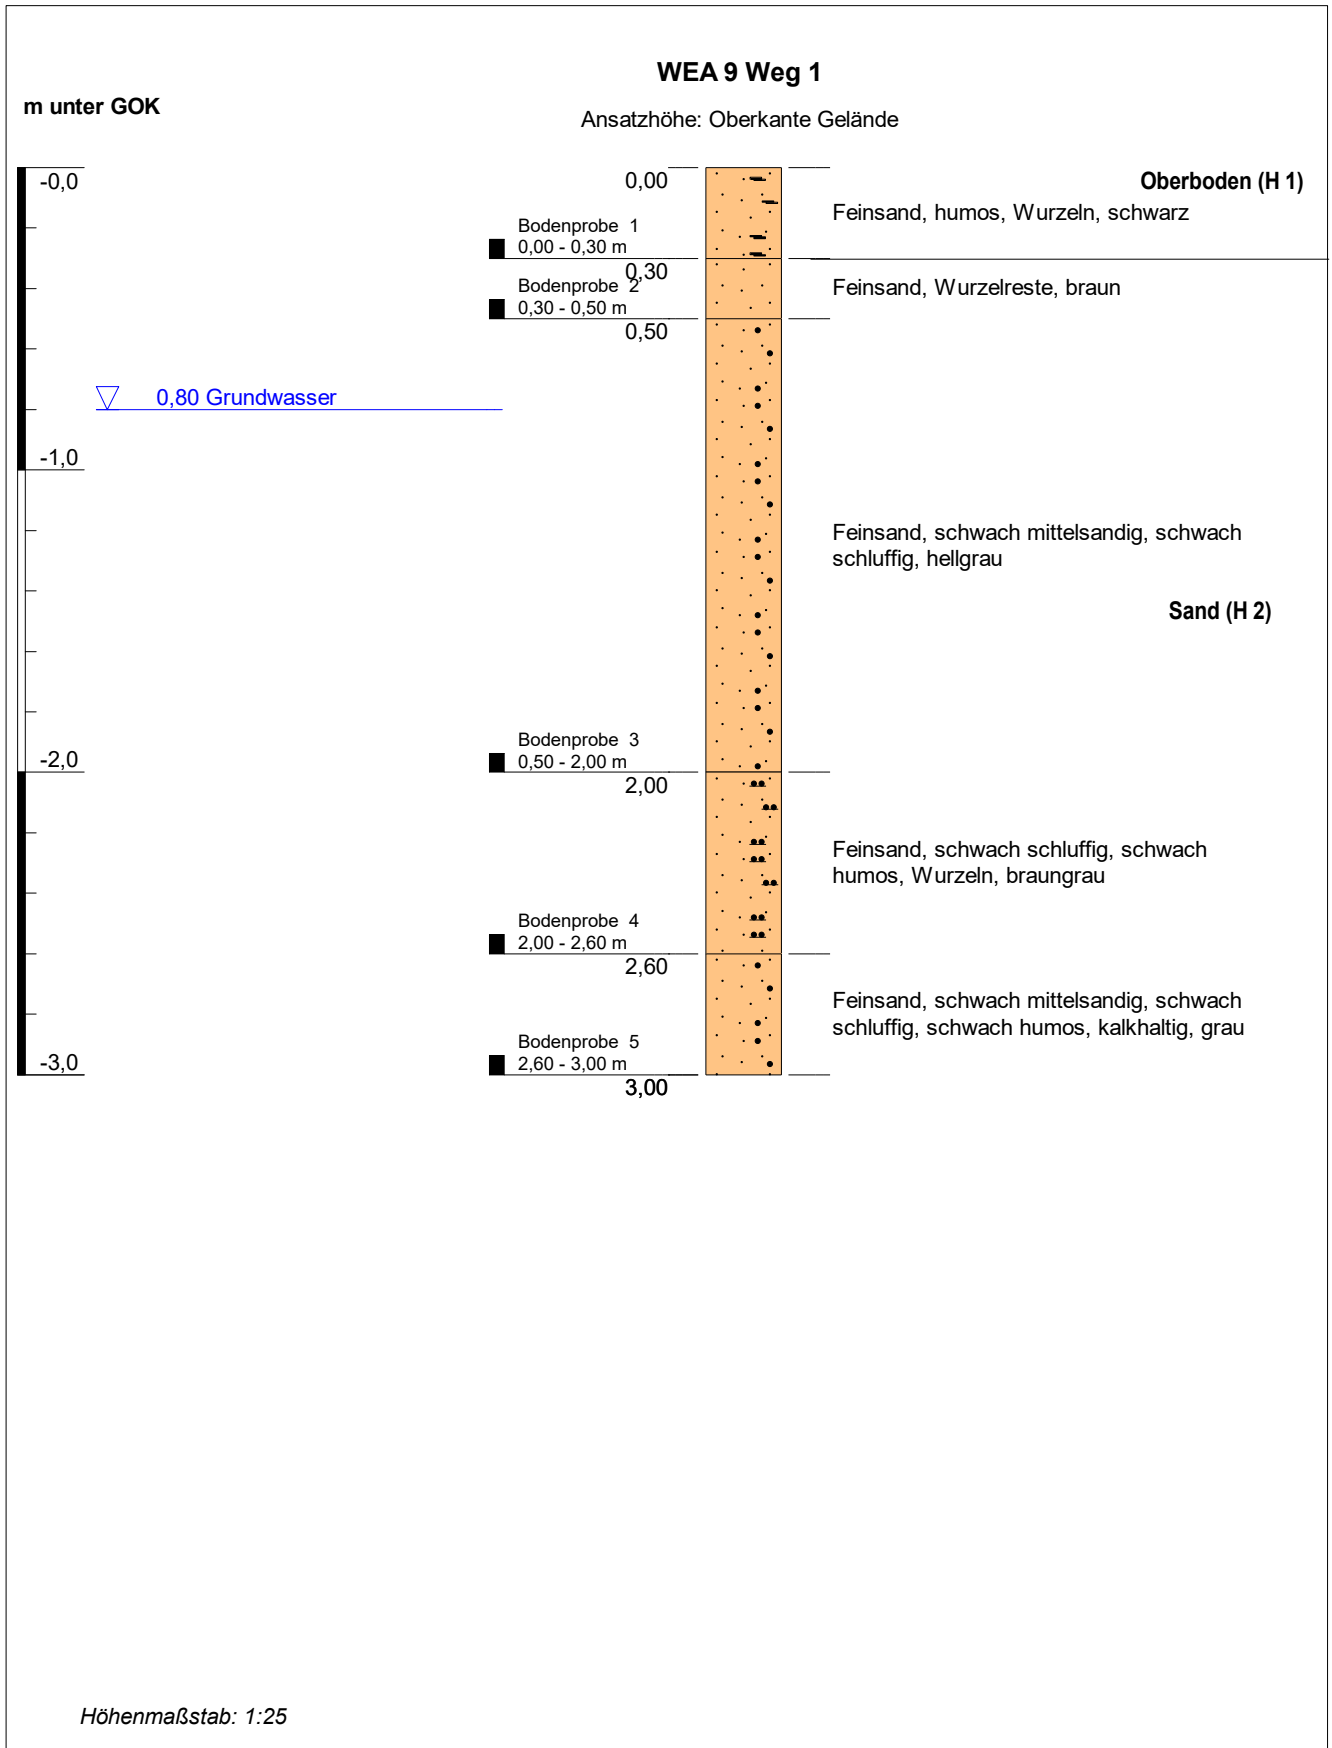 WEA 9 Weg 1
m unter GOK
Ansatzhöhe: Oberkante Gelände
-0,0
0,00
Oberboden (H 1)
Feinsand, humos, Wurzeln, schwarz
Bodenprobe 1
0,00 - 0,30 m
0,30
Bodenprobe 2
0,30 - 0,50 m
Feinsand, Wurzelreste, braun
0,50
0,80 Grundwasser
-1,0
Feinsand, schwach mittelsandig, schwach
schluffig, hellgrau
Sand (H 2)
Bodenprobe 3
0,50 - 2,00 m
-2,0
2,00
Feinsand, schwach schluffig, schwach
humos, Wurzeln, braungrau
Bodenprobe 4
2,00 - 2,60 m
2,60
Feinsand, schwach mittelsandig, schwach
schluffig, schwach humos, kalkhaltig, grau
Bodenprobe 5
2,60 - 3,00 m
-3,0
3,00
Höhenmaßstab: 1:25